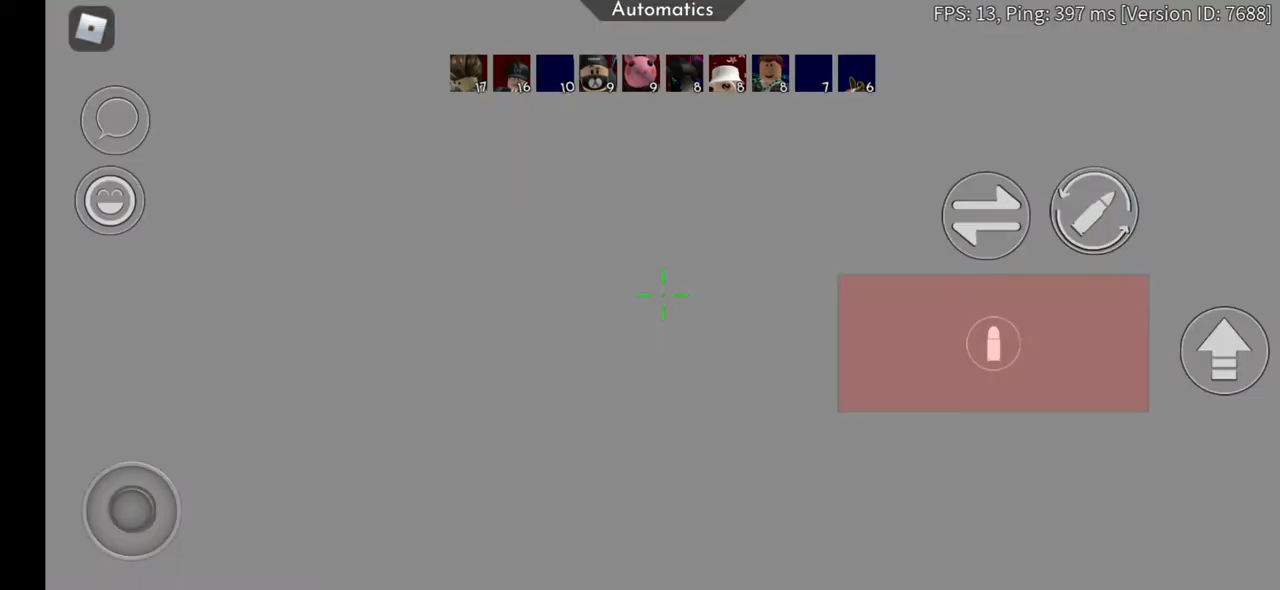 Automatics
FPS: 13, Ping: 397 ms [Version ID: 7688]
17 16 10 9 9 8 8 8 7 6